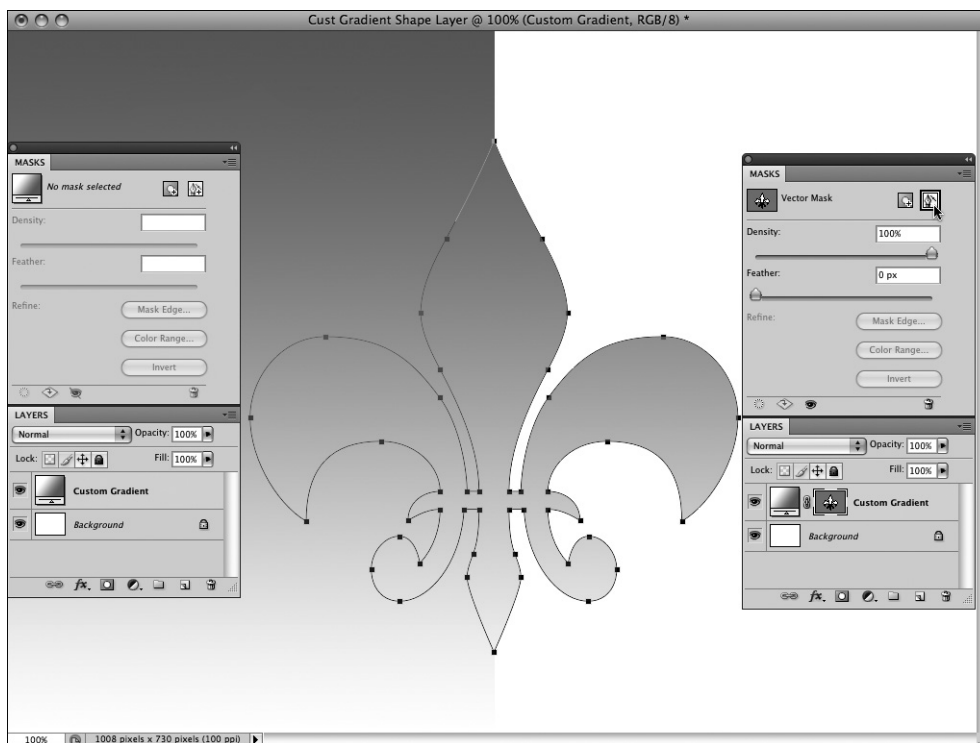 Cust Gradient Shape Layer @ 100% (Custom Gradient, RGB/8) *
MASKS
No mask selected
Density:
Feather:
Refine:
Mask Edge...
Color Range...
Invert
LAYERS
Normal
Opacity: 100%
Lock:
Fill: 100%
Custom Gradient
Background
fx.
MASKS
Vector Mask
Density:
100%
Feather:
0 px
Refine:
Mask Edge...
Color Range...
Invert
LAYERS
Normal
Opacity: 100%
Lock:
Fill: 100%
Custom Gradient
Background
fx.
100%
1008 pixels x 730 pixels (100 ppi)